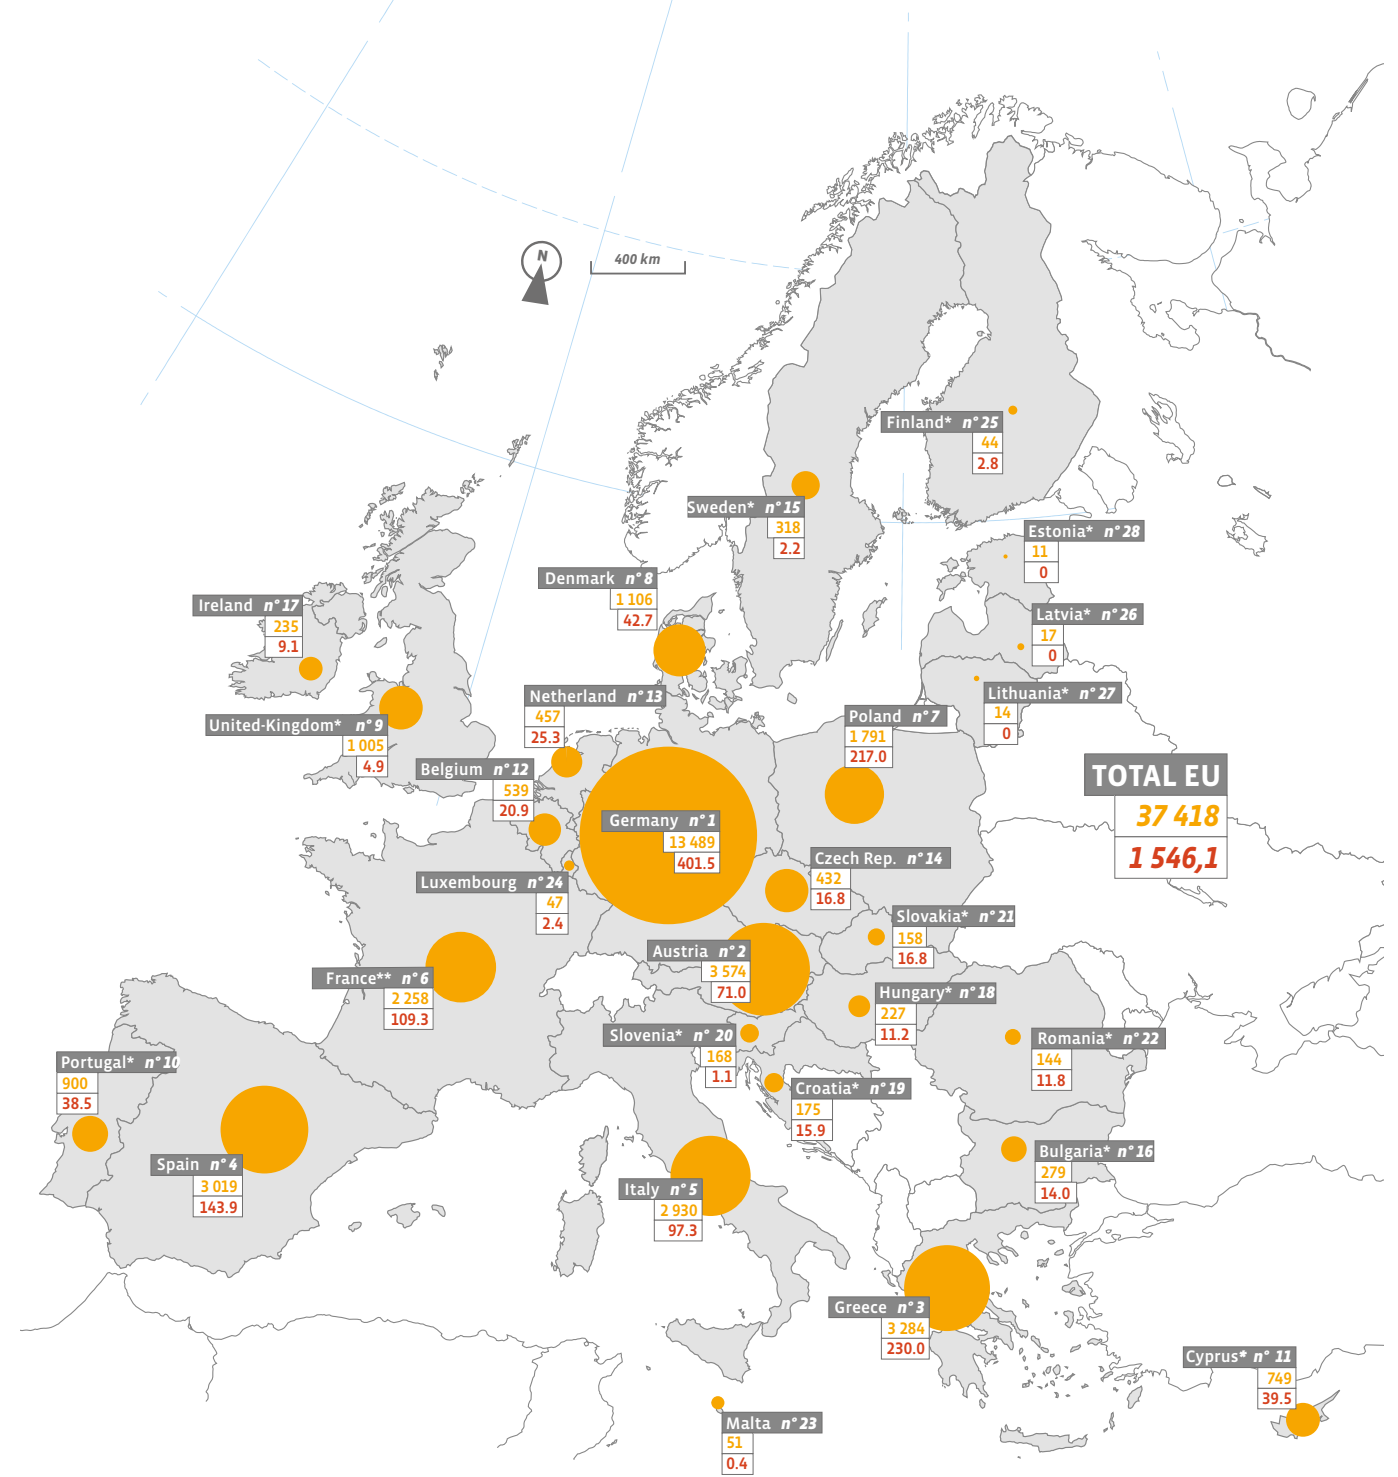 N
400 km
Finland* n° 25
44
2.8
Sweden* n° 15
318
2.2
Estonia* n° 28
11
0
Denmark n° 8
1 106
42.7
Ireland n° 17
235
9.1
Latvia* n° 26
17
0
Lithuania* n° 27
14
0
Netherland n° 13
457
25.3
United-Kingdom* n° 9
1 005
4.9
Poland n° 7
1 791
217.0
Belgium n° 12
539
20.9
TOTAL EU
37 418
1 546,1
Germany n° 1
13 489
401.5
Czech Rep. n° 14
432
16.8
Luxembourg n° 24
47
2.4
Slovakia* n° 21
158
16.8
Austria n° 2
3 574
71.0
France** n° 6
2 258
109.3
Hungary* n° 18
227
11.2
Slovenia* n° 20
168
1.1
Romania* n° 22
144
11.8
Portugal* n° 10
900
38.5
Croatia* n° 19
175
15.9
Bulgaria* n° 16
279
14.0
Spain n° 4
3 019
143.9
Italy n° 5
2 930
97.3
Greece n° 3
3 284
230.0
Cyprus* n° 11
749
39.5
Malta n° 23
51
0.4